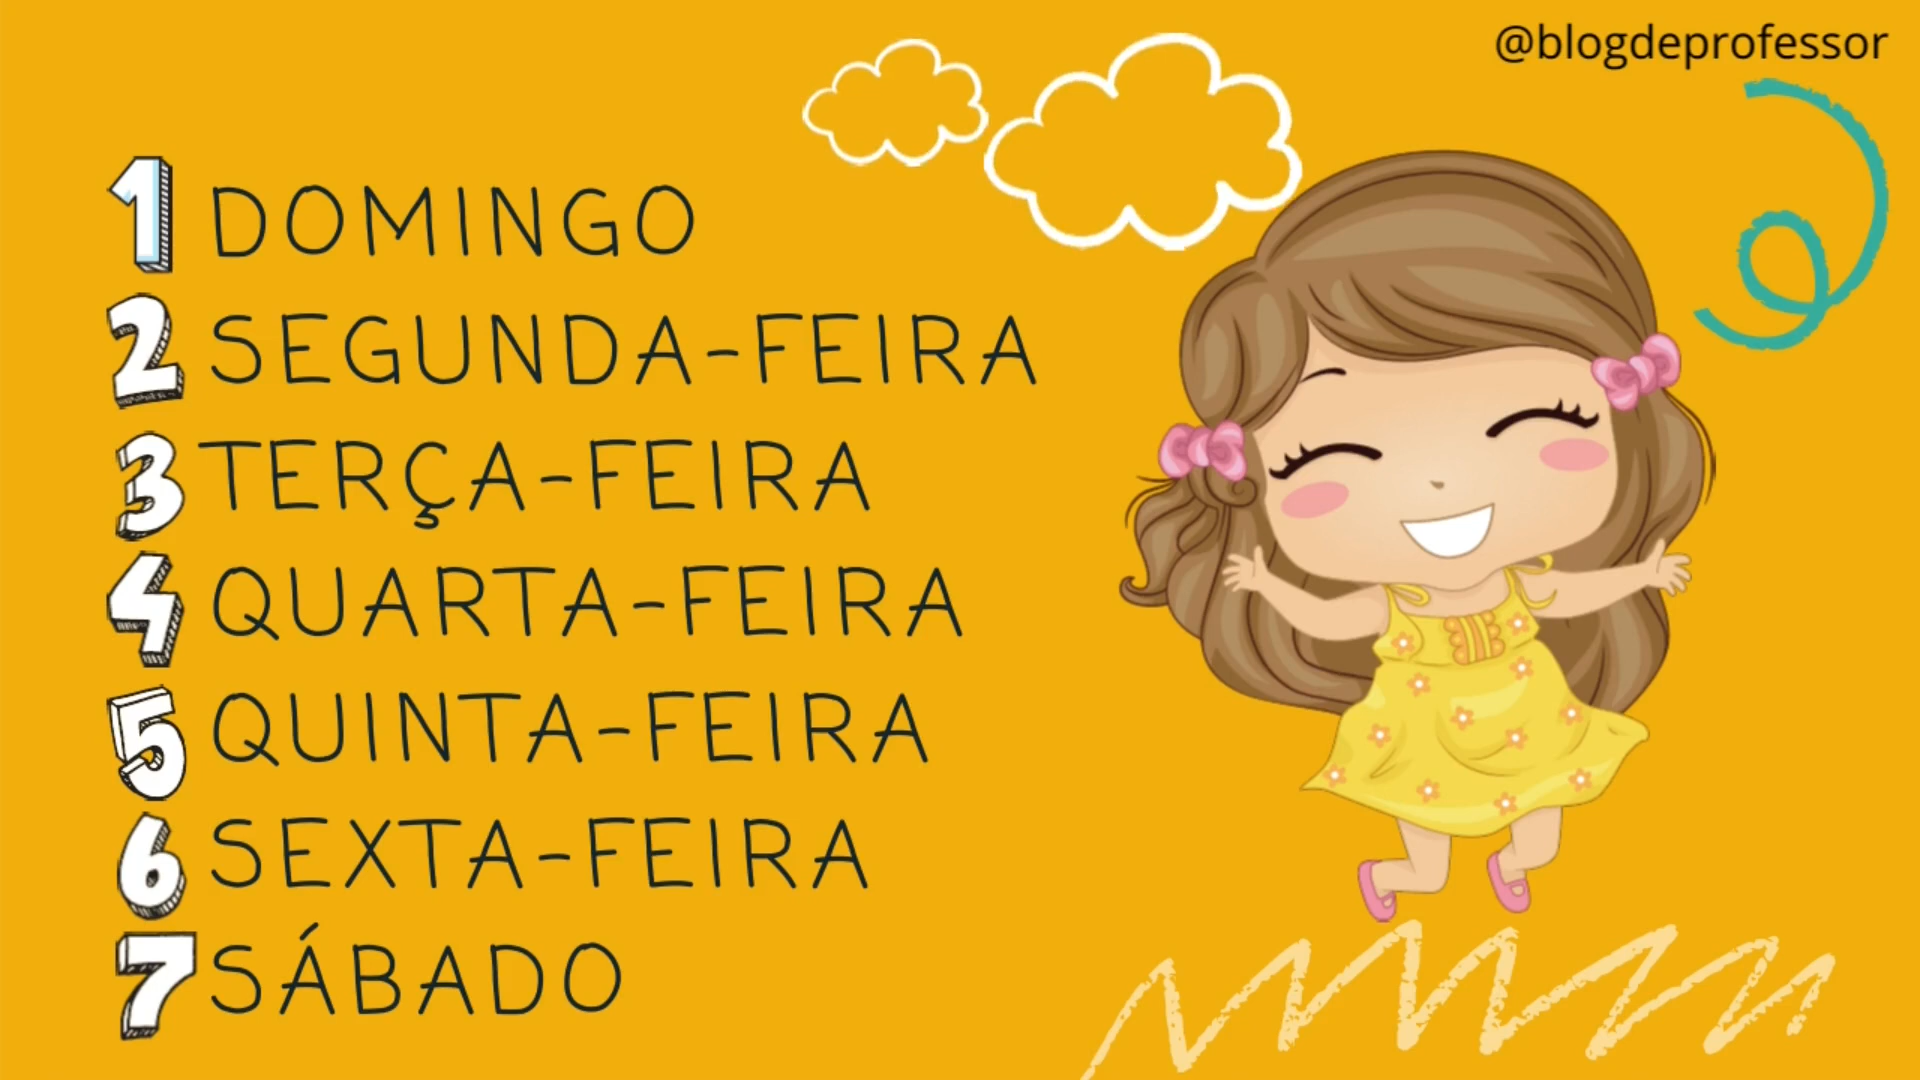 @blogdeprofessor
1 DOMINGO
2 SEGUNDA-FEIRA
3 TERÇA-FEIRA
4 QUARTA-FEIRA
5 QUINTA-FEIRA
6 SEXTA-FEIRA
7 SÁBADO